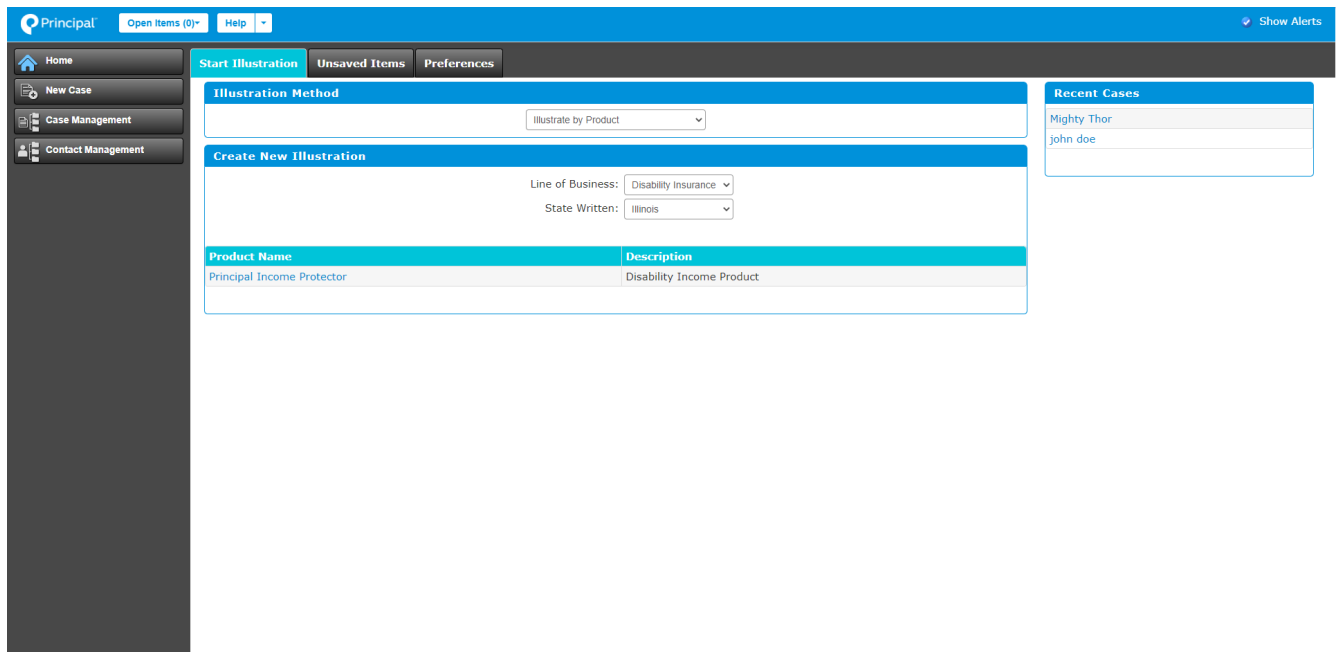 Principal Open Items (0) Help Show Alerts
Home
New Case
Case Management
Contact Management
Start Illustration Unsaved Items Preferences
Illustration Method
Illustrate by Product
Create New Illustration
Line of Business: Disability Insurance
State Written: Illinois
Product Name Description
Principal Income Protector Disability Income Product
Recent Cases
Mighty Thor
john doe